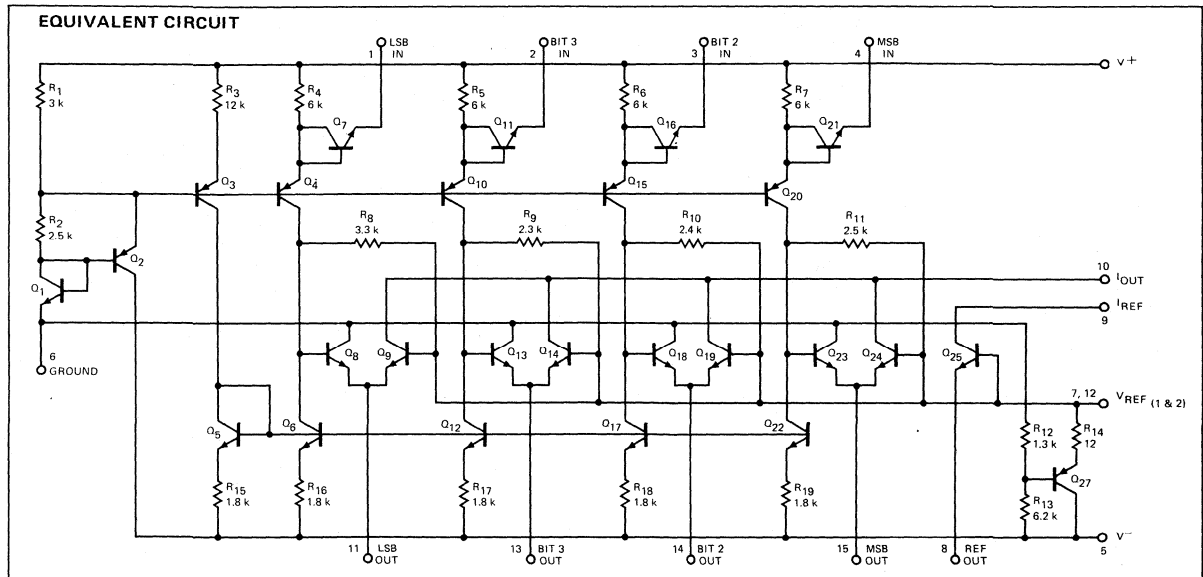 EQUIVALENT CIRCUIT
LSB IN
1
BIT 3 IN
2
BIT 2 IN
3
MSB IN
4
V+
R1 3 k
R3 12 k
R4 6 k
R5 6 k
R6 6 k
R7 6 k
Q7
Q11
Q16
Q21
Q3
Q4
Q10
Q15
Q20
R2 2.5 k
Q2
R8 3.3 k
R9 2.3 k
R10 2.4 k
R11 2.5 k
Q1
10
IOUT
IREF
9
Q8
Q9
Q13
Q14
Q18
Q19
Q23
Q24
Q25
6
GROUND
7, 12
VREF (1 & 2)
Q5
Q6
Q12
Q17
Q22
R12 1.3 k
R14 12
Q27
R15 1.8 k
R16 1.8 k
R17 1.8 k
R18 1.8 k
R19 1.8 k
R13 6.2 k
V-
5
11 LSB OUT
13 BIT 3 OUT
14 BIT 2 OUT
15 MSB OUT
8 REF OUT